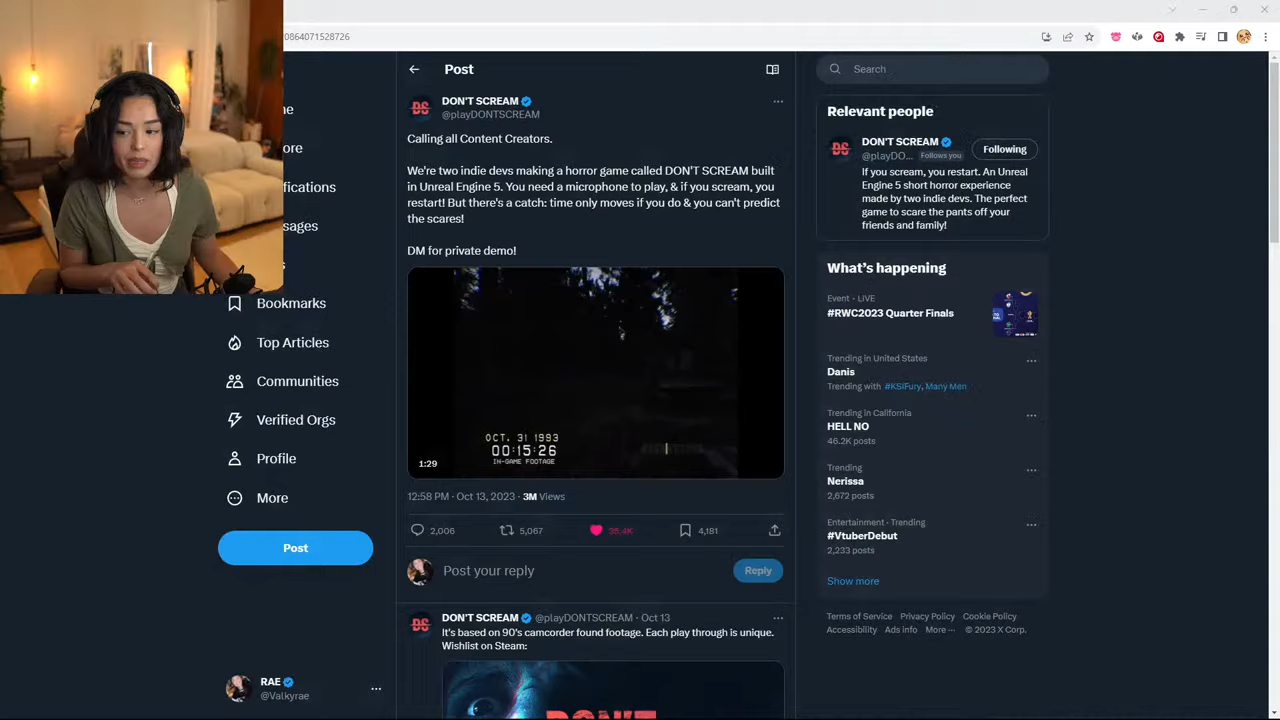 0864071528726
Post
Search
DON'T SCREAM
@playDONTSCREAM
Calling all Content Creators.
We're two indie devs making a horror game called DON'T SCREAM built
in Unreal Engine 5. You need a microphone to play, & if you scream, you
restart! But there's a catch: time only moves if you do & you can't predict
the scares!
DM for private demo!
OCT. 31 1993
00:15:26
IN-GAME FOOTAGE
1:29
12:58 PM · Oct 13, 2023 · 3M Views
2,006
5,067
35.4K
4,181
Post your reply
Reply
DON'T SCREAM @playDONTSCREAM · Oct 13
It's based on 90's camcorder found footage. Each play through is unique.
Wishlist on Steam:
DON'T
Relevant people
DON'T SCREAM
@playDO... Follows you
Following
If you scream, you restart. An Unreal
Engine 5 short horror experience
made by two indie devs. The perfect
game to scare the pants off your
friends and family!
What's happening
Event · LIVE
#RWC2023 Quarter Finals
Trending in United States
Danis
Trending with #KSIFury, Many Men
Trending in California
HELL NO
46.2K posts
Trending
Nerissa
2,672 posts
Entertainment · Trending
#VtuberDebut
2,233 posts
Show more
Terms of Service Privacy Policy Cookie Policy
Accessibility Ads info More ··· © 2023 X Corp.
ne
ore
ifications
sages
s
Bookmarks
Top Articles
Communities
Verified Orgs
Profile
More
Post
RAE
@Valkyrae